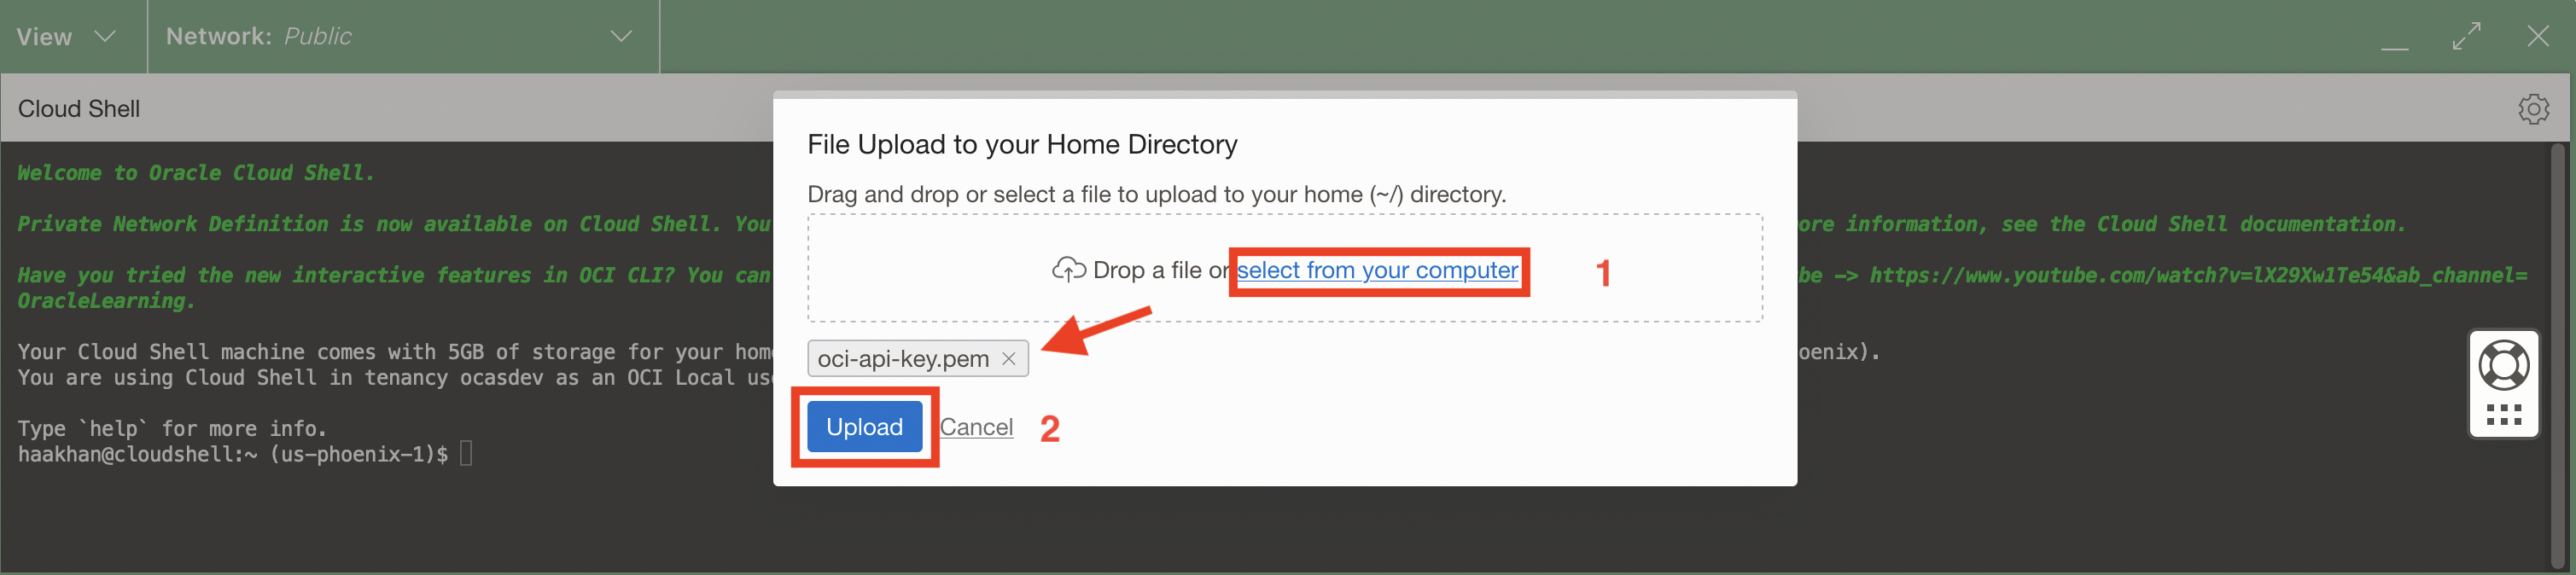 View
Network: Public
Cloud Shell
Welcome to Oracle Cloud Shell.
Private Network Definition is now available on Cloud Shell. You
ore information, see the Cloud Shell documentation.
Have you tried the new interactive features in OCI CLI? You can
be -> https://www.youtube.com/watch?v=lX29Xw1Te54&ab_channel=
OracleLearning.
Your Cloud Shell machine comes with 5GB of storage for your hom
oenix).
You are using Cloud Shell in tenancy ocasdev as an OCI Local us
Type `help` for more info.
haakhan@cloudshell:~ (us-phoenix-1)$
File Upload to your Home Directory
Drag and drop or select a file to upload to your home (~/) directory.
Drop a file or select from your computer
1
oci-api-key.pem
Upload
Cancel
2